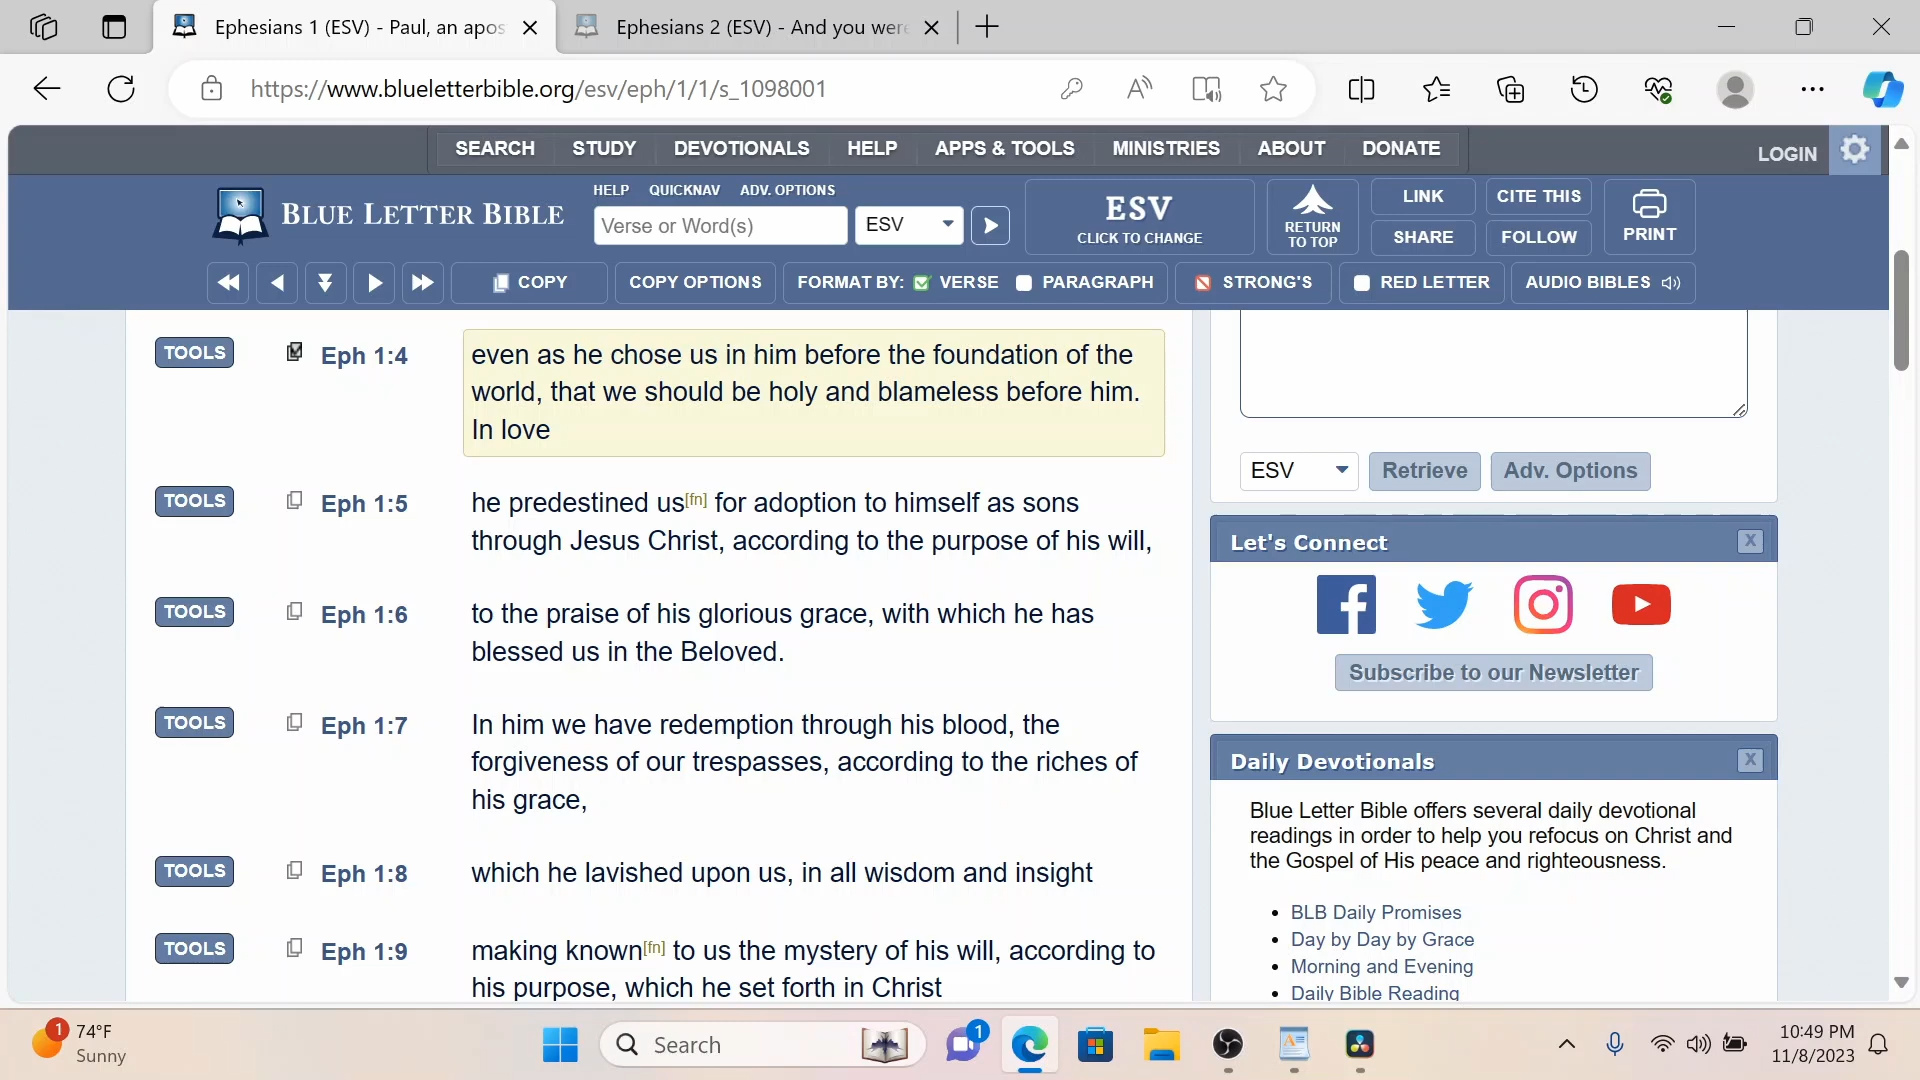 Ephesians 1 (ESV) - Paul, an apos
Ephesians 2 (ESV) - And you were
https://www.blueletterbible.org/esv/eph/1/1/s_1098001
SEARCH STUDY DEVOTIONALS HELP APPS & TOOLS MINISTRIES ABOUT DONATE LOGIN
BLUE LETTER BIBLE
HELP QUICKNAV ADV. OPTIONS
Verse or Word(s)
ESV
ESV
CLICK TO CHANGE
RETURN
TO TOP
LINK
CITE THIS
SHARE
FOLLOW
PRINT
COPY
COPY OPTIONS
FORMAT BY: VERSE PARAGRAPH
STRONG'S
RED LETTER
AUDIO BIBLES
TOOLS
Eph 1:4
even as he chose us in him before the foundation of the
world, that we should be holy and blameless before him.
In love
TOOLS
Eph 1:5
he predestined us[fn] for adoption to himself as sons
through Jesus Christ, according to the purpose of his will,
TOOLS
Eph 1:6
to the praise of his glorious grace, with which he has
blessed us in the Beloved.
TOOLS
Eph 1:7
In him we have redemption through his blood, the
forgiveness of our trespasses, according to the riches of
his grace,
TOOLS
Eph 1:8
which he lavished upon us, in all wisdom and insight
TOOLS
Eph 1:9
making known[fn] to us the mystery of his will, according to
his purpose, which he set forth in Christ
ESV
Retrieve
Adv. Options
Let's Connect
X
Subscribe to our Newsletter
Daily Devotionals
X
Blue Letter Bible offers several daily devotional
readings in order to help you refocus on Christ and
the Gospel of His peace and righteousness.
BLB Daily Promises
Day by Day by Grace
Morning and Evening
Daily Bible Reading
1
74°F
Sunny
Search
1
10:49 PM
11/8/2023